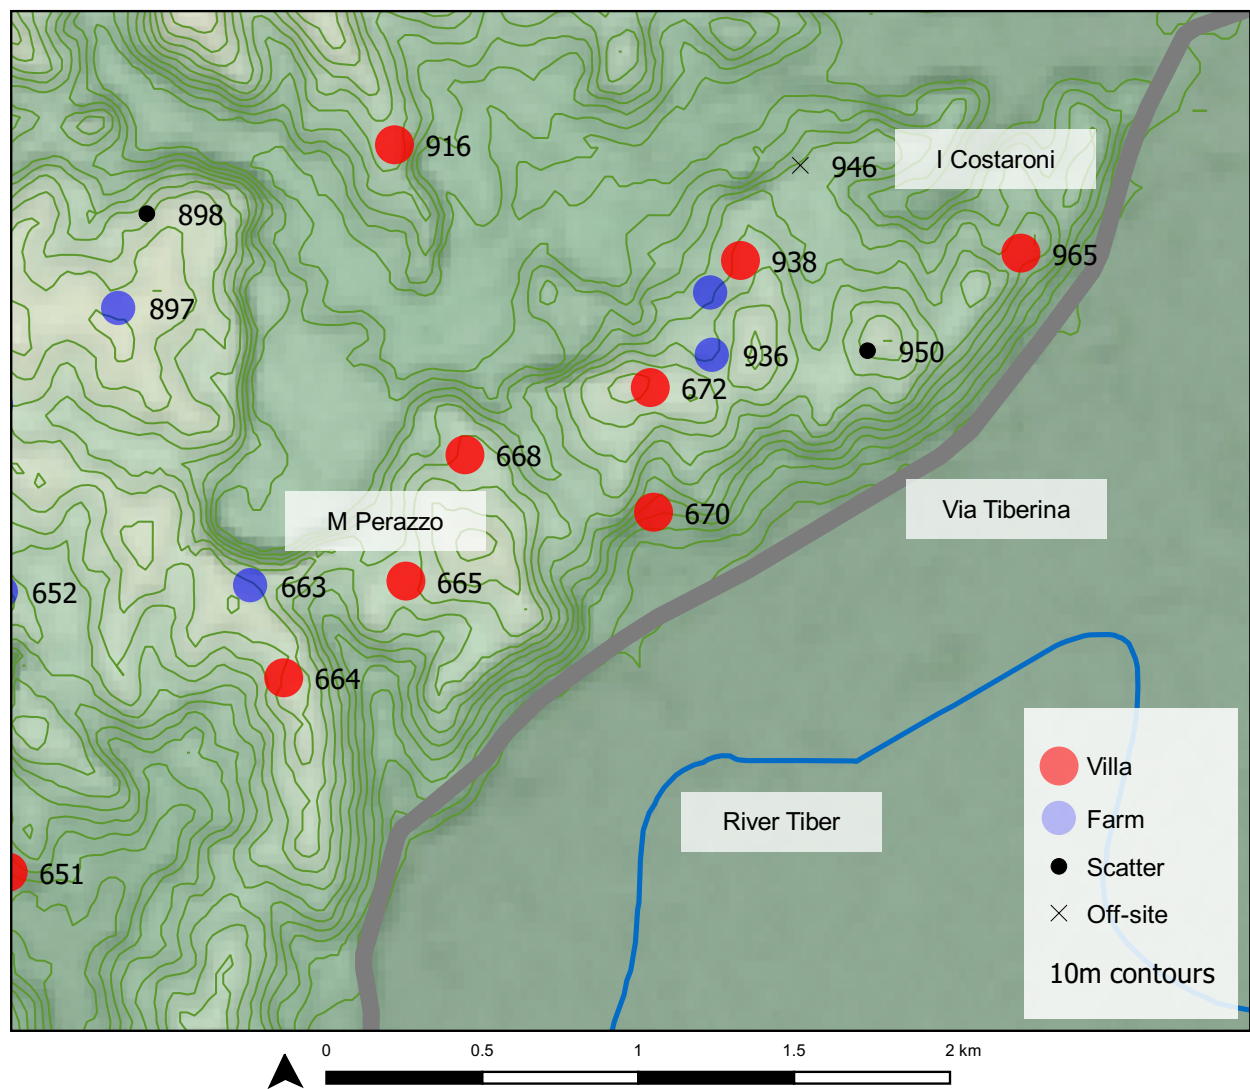 916
946
I Costaroni
898
965
938
897
936
950
672
668
Via Tiberina
670
M Perazzo
663
665
652
664
Villa
Farm
River Tiber
Scatter
651
Off-site
10m contours
0
0.5
1
1.5
2 km